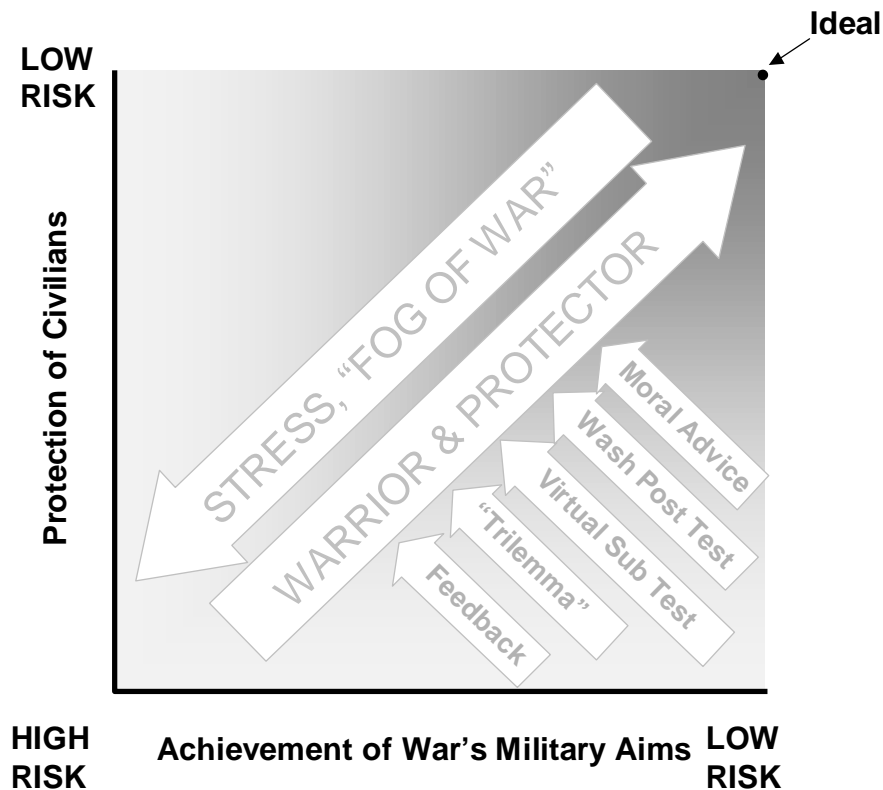 Ideal
LOW
RISK
Protection of Civilians
STRESS, “FOG OF WAR”
WARRIOR & PROTECTOR
Moral Advice
Wash Post Test
Virtual Sub Test
“Trilemma”
Feedback
HIGH
RISK
Achievement of War’s Military Aims
LOW
RISK